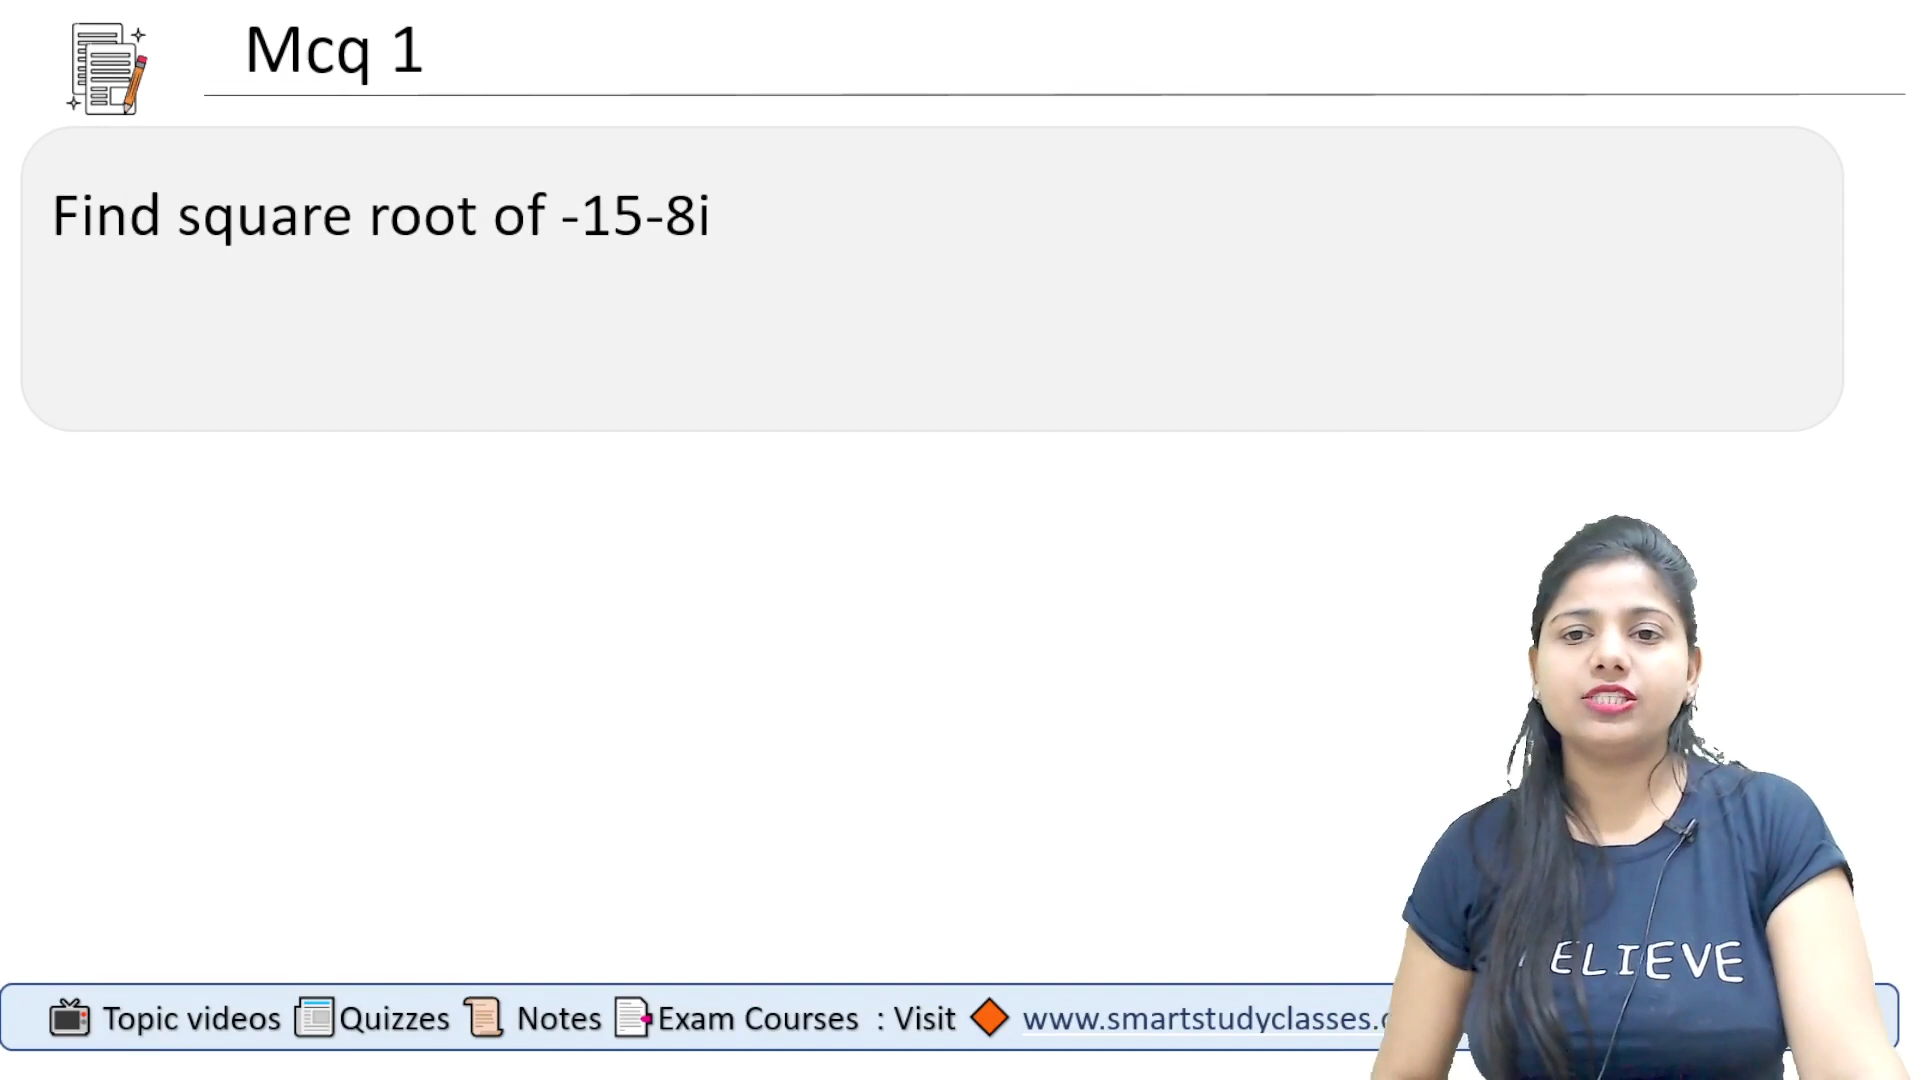 Mcq 1
Find square root of -15-8i
ELIEVE
Topic videos Quizzes Notes Exam Courses : Visit www.smartstudyclasses.